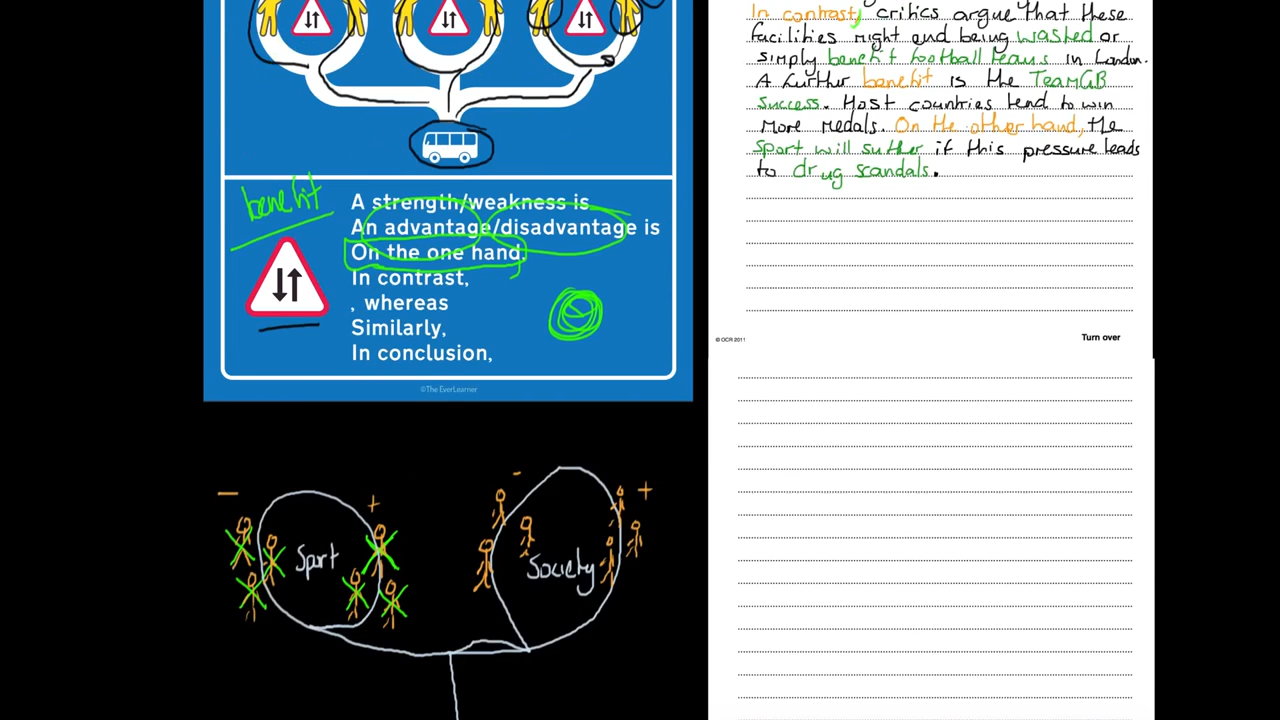 benefit
A strength/weakness is
An advantage/disadvantage is
On the one hand,
In contrast,
, whereas
Similarly,
In conclusion,
©The EverLearner
In contrast, critics argue that these
facilities might end being wasted or
simply benefit football teams in London.
A further benefit is the TeamGB
success. Host countries tend to win
more medals. On the other hand, the
sport will suffer if this pressure leads
to drug scandals.
© OCR 2011
Turn over
- + - +
Sport
Society